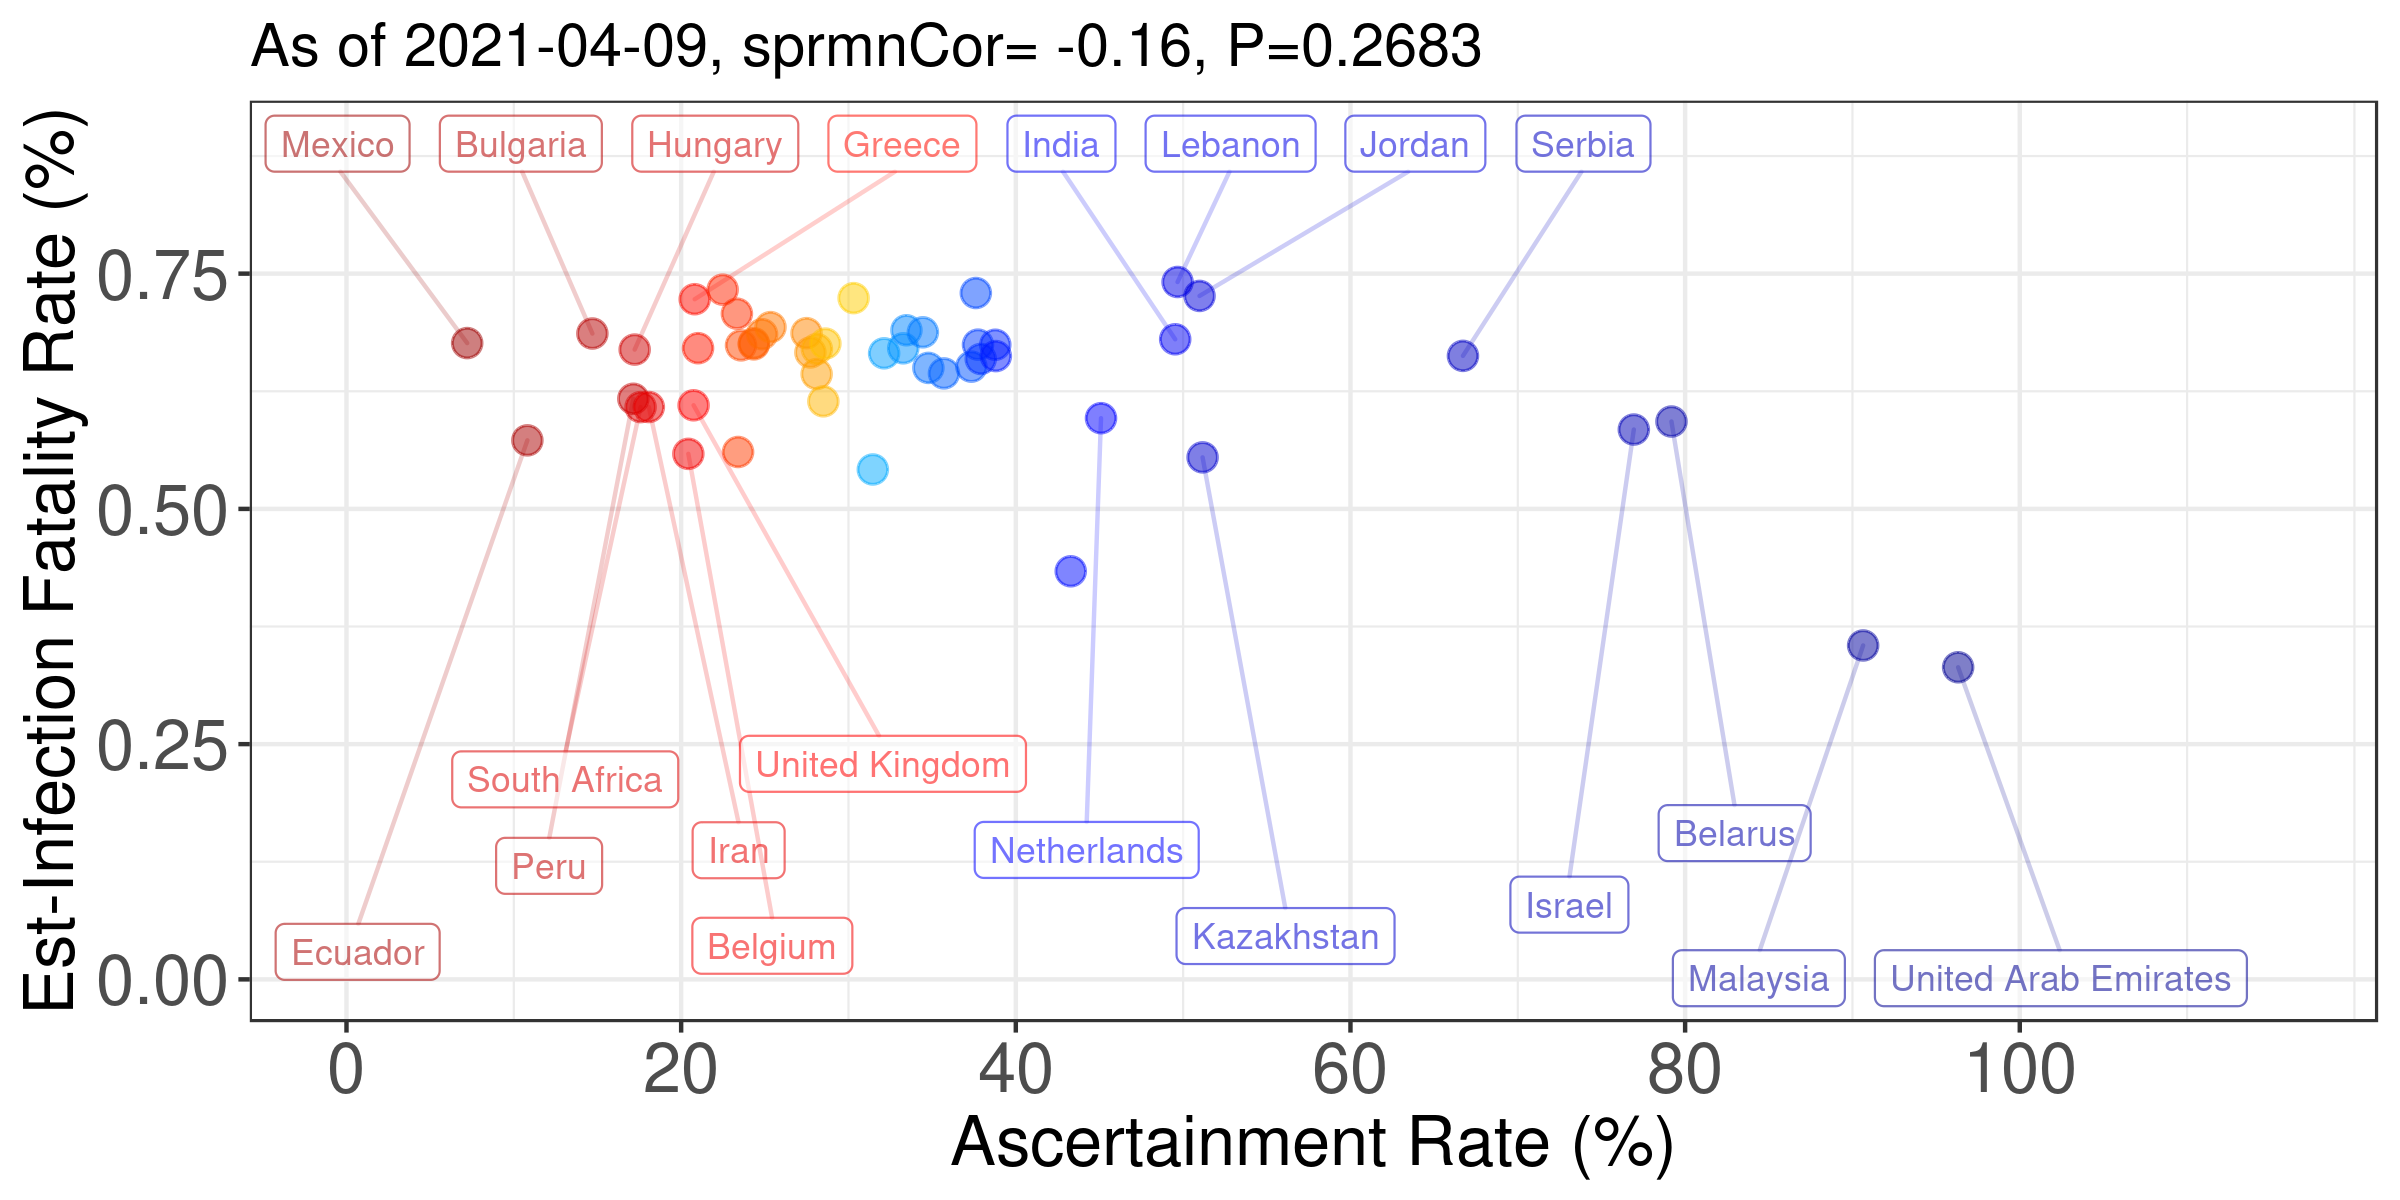 As of 2021-04-09, sprmnCor= -0.16, P=0.2683
Mexico
Bulgaria
Hungary
Greece
India
Lebanon
Jordan
Serbia
Est-Infection Fatality Rate (%)
0.75
0.50
0.25
0.00
South Africa
United Kingdom
Peru
Iran
Netherlands
Belarus
Ecuador
Belgium
Kazakhstan
Israel
Malaysia
United Arab Emirates
0
20
40
60
80
100
Ascertainment Rate (%)